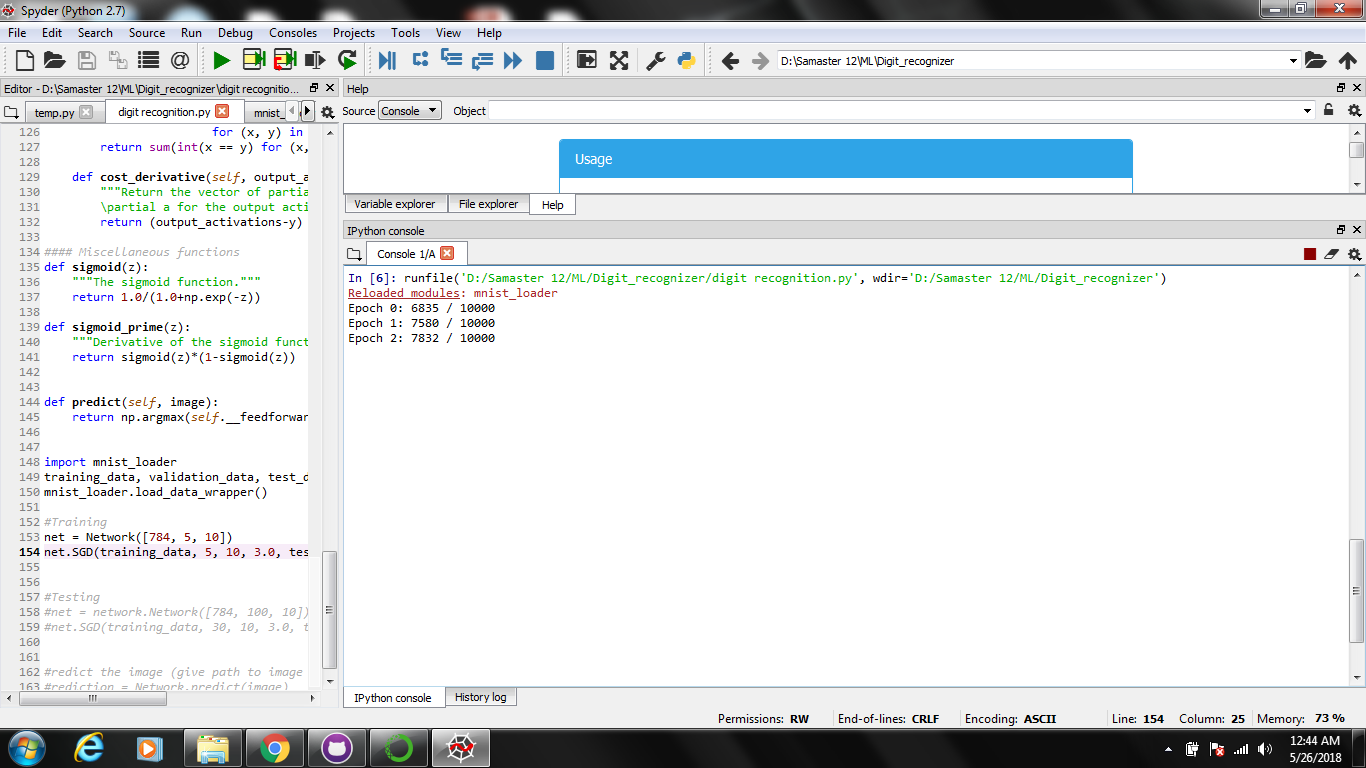 Spyder (Python 2.7)
File Edit Search Source Run Debug Consoles Projects Tools View Help
D:\Samaster 12\ML\Digit_recognizer
Editor - D:\Samaster 12\ML\Digit_recognizer\digit recognitio...
temp.py digit recognition.py mnist_
126 for (x, y) in
127 return sum(int(x == y) for (x,
128
129 def cost_derivative(self, output_a
130 """Return the vector of partia
131 \partial a for the output acti
132 return (output_activations-y)
133
134 #### Miscellaneous functions
135 def sigmoid(z):
136 """The sigmoid function."""
137 return 1.0/(1.0+np.exp(-z))
138
139 def sigmoid_prime(z):
140 """Derivative of the sigmoid funct
141 return sigmoid(z)*(1-sigmoid(z))
142
143
144 def predict(self, image):
145 return np.argmax(self.__feedforwar
146
147
148 import mnist_loader
149 training_data, validation_data, test_d
150 mnist_loader.load_data_wrapper()
151
152 #Training
153 net = Network([784, 5, 10])
154 net.SGD(training_data, 5, 10, 3.0, tes
155
156
157 #Testing
158 #net = network.Network([784, 100, 10])
159 #net.SGD(training_data, 30, 10, 3.0, t
160
161
162 #redict the image (give path to image
163 #rediction = Network.predict(image)
Help
Source Console Object
Usage
Variable explorer File explorer Help
IPython console
Console 1/A
In [6]: runfile('D:/Samaster 12/ML/Digit_recognizer/digit recognition.py', wdir='D:/Samaster 12/ML/Digit_recognizer')
Reloaded modules: mnist_loader
Epoch 0: 6835 / 10000
Epoch 1: 7580 / 10000
Epoch 2: 7832 / 10000
IPython console History log
Permissions: RW End-of-lines: CRLF Encoding: ASCII Line: 154 Column: 25 Memory: 73 %
12:44 AM
5/26/2018